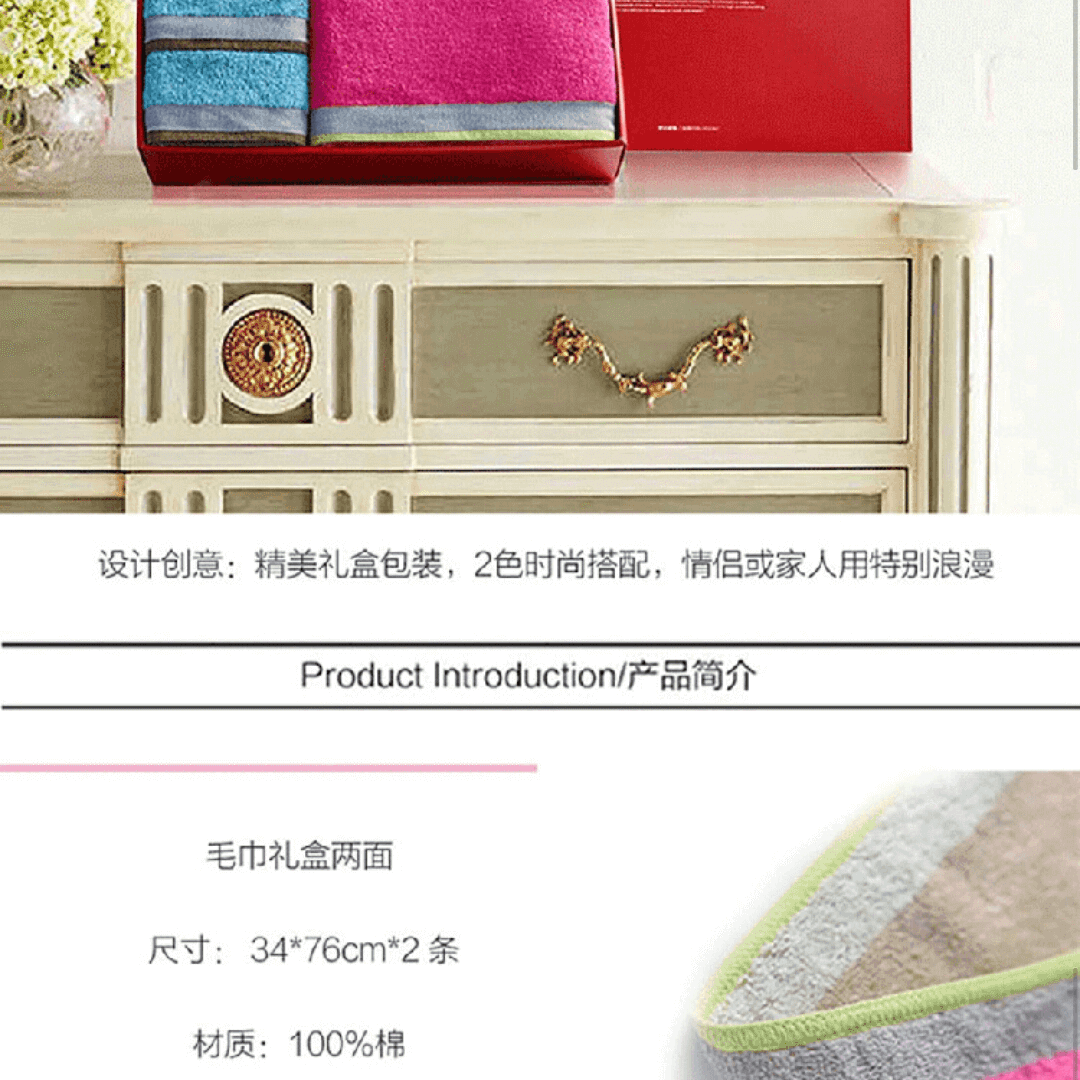 设计创意：精美礼盒包装，2色时尚搭配，情侣或家人用特别浪漫
Product Introduction/产品简介
毛巾礼盒两面
尺寸： 34*76cm*2 条
材质：100%棉